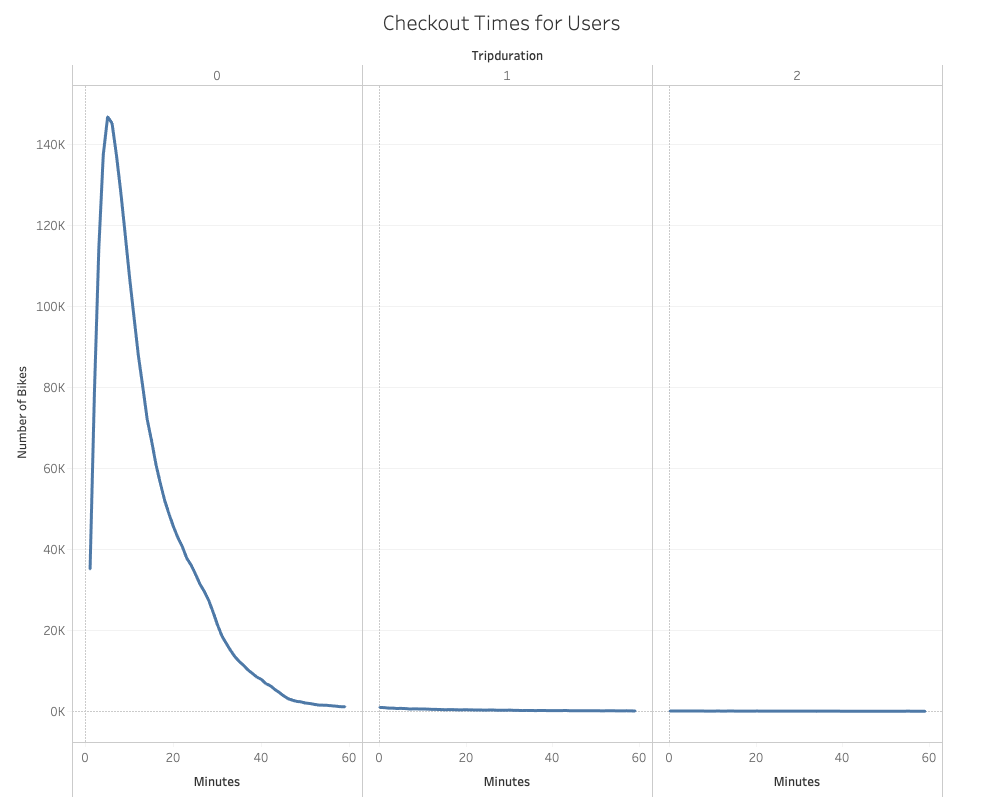 Checkout Times for Users
Tripduration
0 1 2
140K
120K
100K
80K
60K
40K
20K
0K
Number of Bikes
0 20 40 60 0 20 40 60 0 20 40 60
Minutes Minutes Minutes